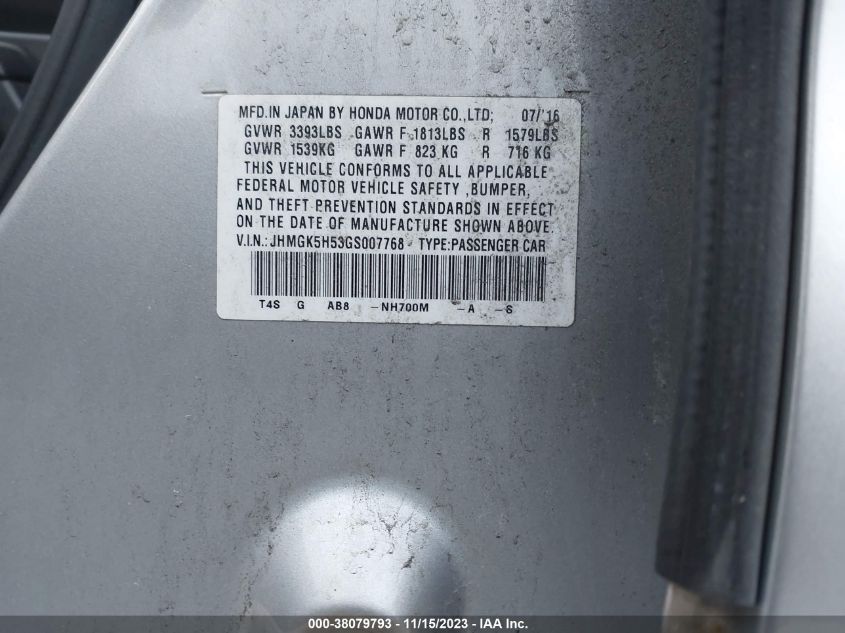 MFD.IN JAPAN BY HONDA MOTOR CO.,LTD; 07/'16
GVWR 3393LBS GAWR F 1813LBS R 1579LBS
GVWR 1539KG GAWR F 823 KG R 716 KG
THIS VEHICLE CONFORMS TO ALL APPLICABLE
FEDERAL MOTOR VEHICLE SAFETY ,BUMPER,
AND THEFT PREVENTION STANDARDS IN EFFECT
ON THE DATE OF MANUFACTURE SHOWN ABOVE.
V.I.N.:JHMGK5H53GS007768 TYPE:PASSENGER CAR
T4S G AB8 -NH700M -A -S
000-38079793 - 11/15/2023 - IAAI.com